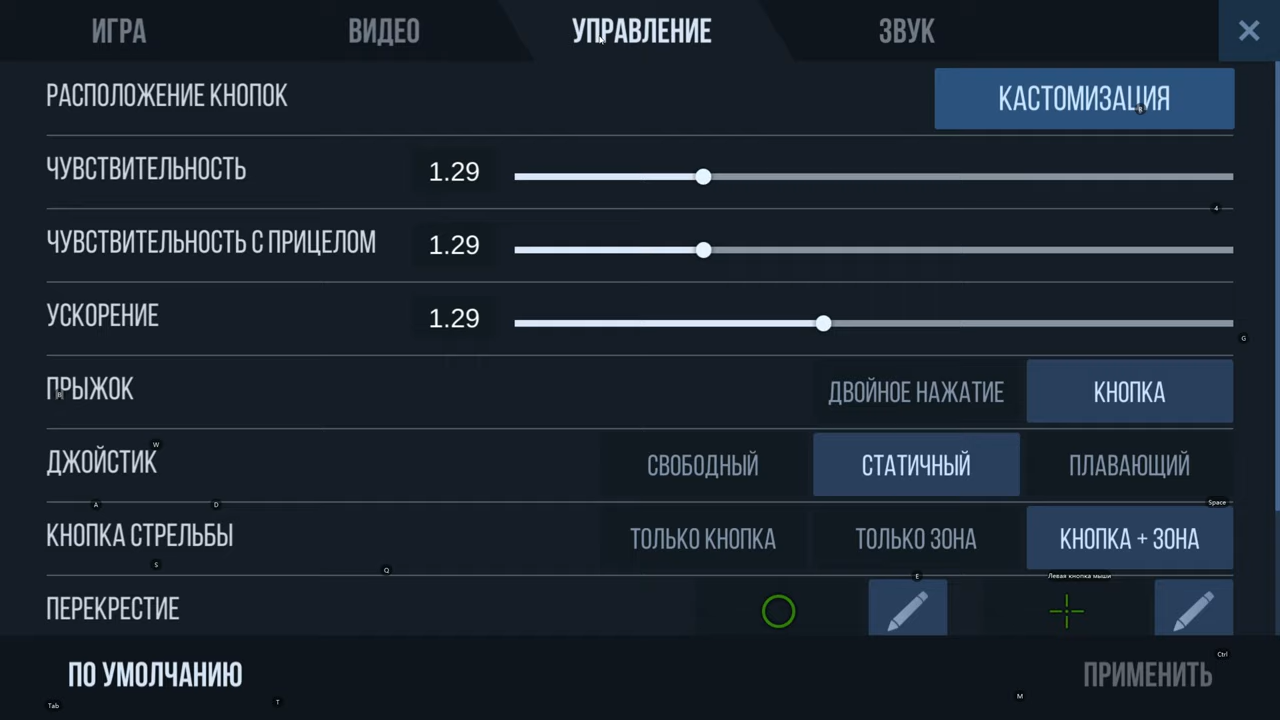 ИГРА ВИДЕО УПРАВЛЕНИЕ ЗВУК
РАСПОЛОЖЕНИЕ КНОПОК КАСТОМИЗАЦИЯ
ЧУВСТВИТЕЛЬНОСТЬ 1.29
4
ЧУВСТВИТЕЛЬНОСТЬ С ПРИЦЕЛОМ 1.29
УСКОРЕНИЕ 1.29
G
ПРЫЖОК ДВОЙНОЕ НАЖАТИЕ КНОПКА
W
ДЖОЙСТИК СВОБОДНЫЙ СТАТИЧНЫЙ ПЛАВАЮЩИЙ
A D Space
КНОПКА СТРЕЛЬБЫ ТОЛЬКО КНОПКА ТОЛЬКО ЗОНА КНОПКА + ЗОНА
S Q E Левая кнопка мыши
ПЕРЕКРЕСТИЕ
Ctrl
ПО УМОЛЧАНИЮ ПРИМЕНИТЬ
Tab T M